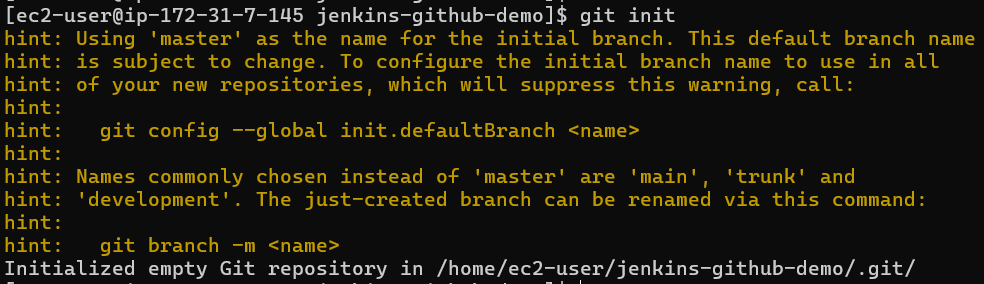 [ec2-user@ip-172-31-7-145 jenkins-github-demo]$ git init
hint: Using 'master' as the name for the initial branch. This default branch name
hint: is subject to change. To configure the initial branch name to use in all
hint: of your new repositories, which will suppress this warning, call:
hint:
hint:   git config --global init.defaultBranch <name>
hint:
hint: Names commonly chosen instead of 'master' are 'main', 'trunk' and
hint: 'development'. The just-created branch can be renamed via this command:
hint:
hint:   git branch -m <name>
Initialized empty Git repository in /home/ec2-user/jenkins-github-demo/.git/